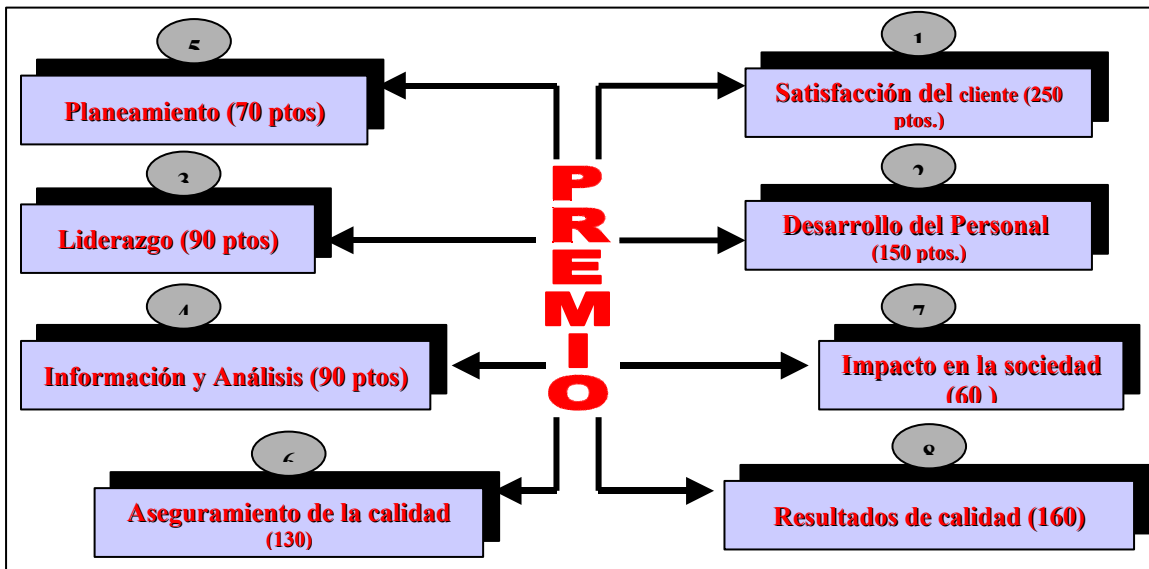 5
Planeamiento (70 ptos)
3
Liderazgo (90 ptos)
4
Información y Análisis (90 ptos)
6
Aseguramiento de la calidad
(130)
PREMIO
1
Satisfacción del cliente (250
ptos.)
2
Desarrollo del Personal
(150 ptos.)
7
Impacto en la sociedad
(60 )
8
Resultados de calidad (160)